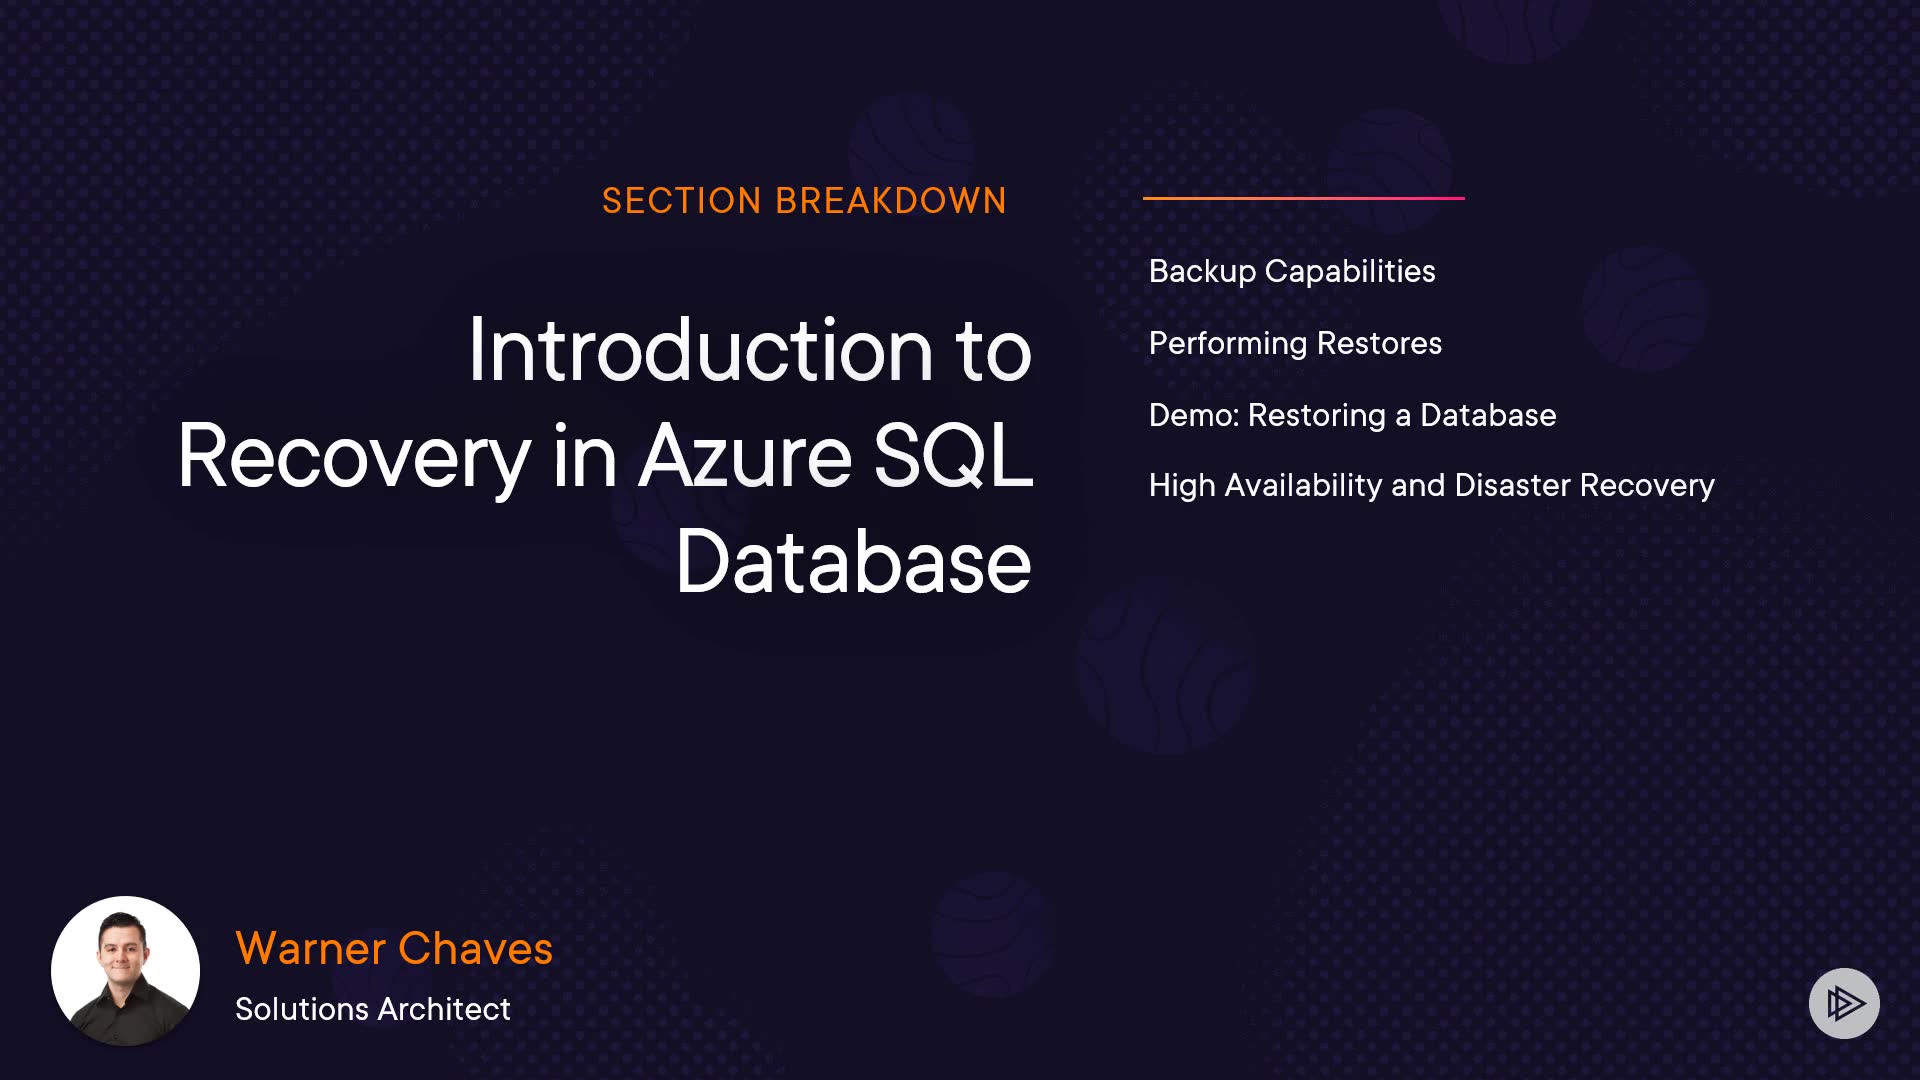 SECTION BREAKDOWN
Introduction to
Recovery in Azure SQL
Database
Backup Capabilities
Performing Restores
Demo: Restoring a Database
High Availability and Disaster Recovery
Warner Chaves
Solutions Architect